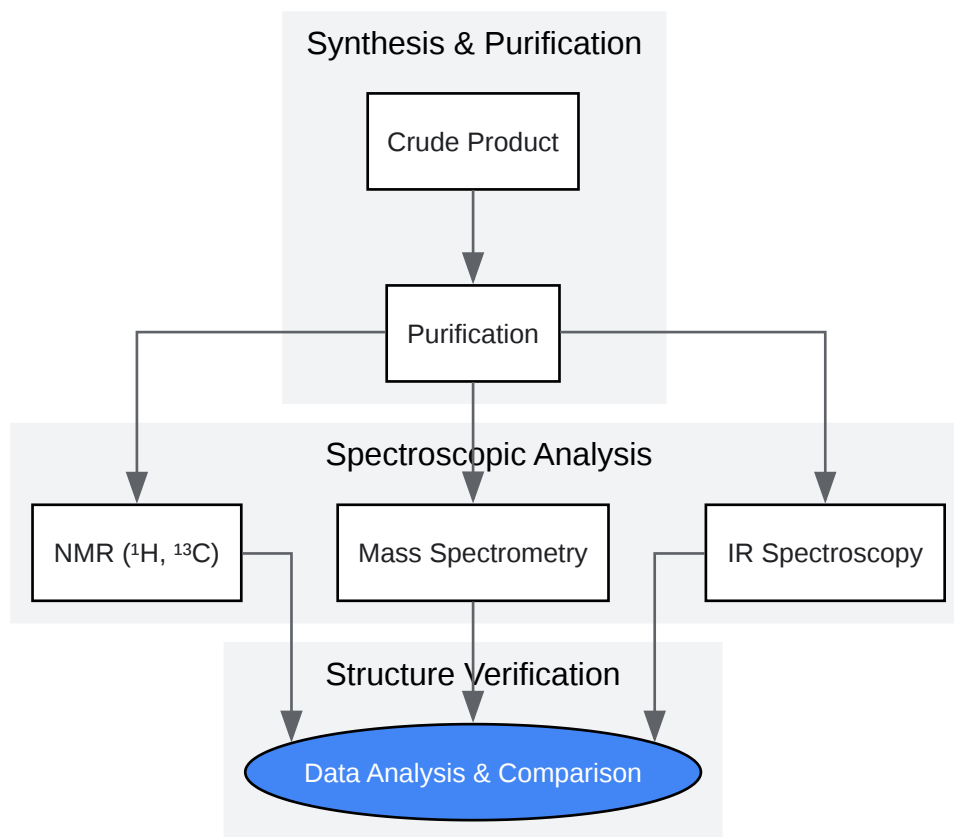 Synthesis & Purification
Crude Product
Purification
Spectroscopic Analysis
NMR (¹H, ¹³C)
Mass Spectrometry
IR Spectroscopy
Structure Verification
Data Analysis & Comparison